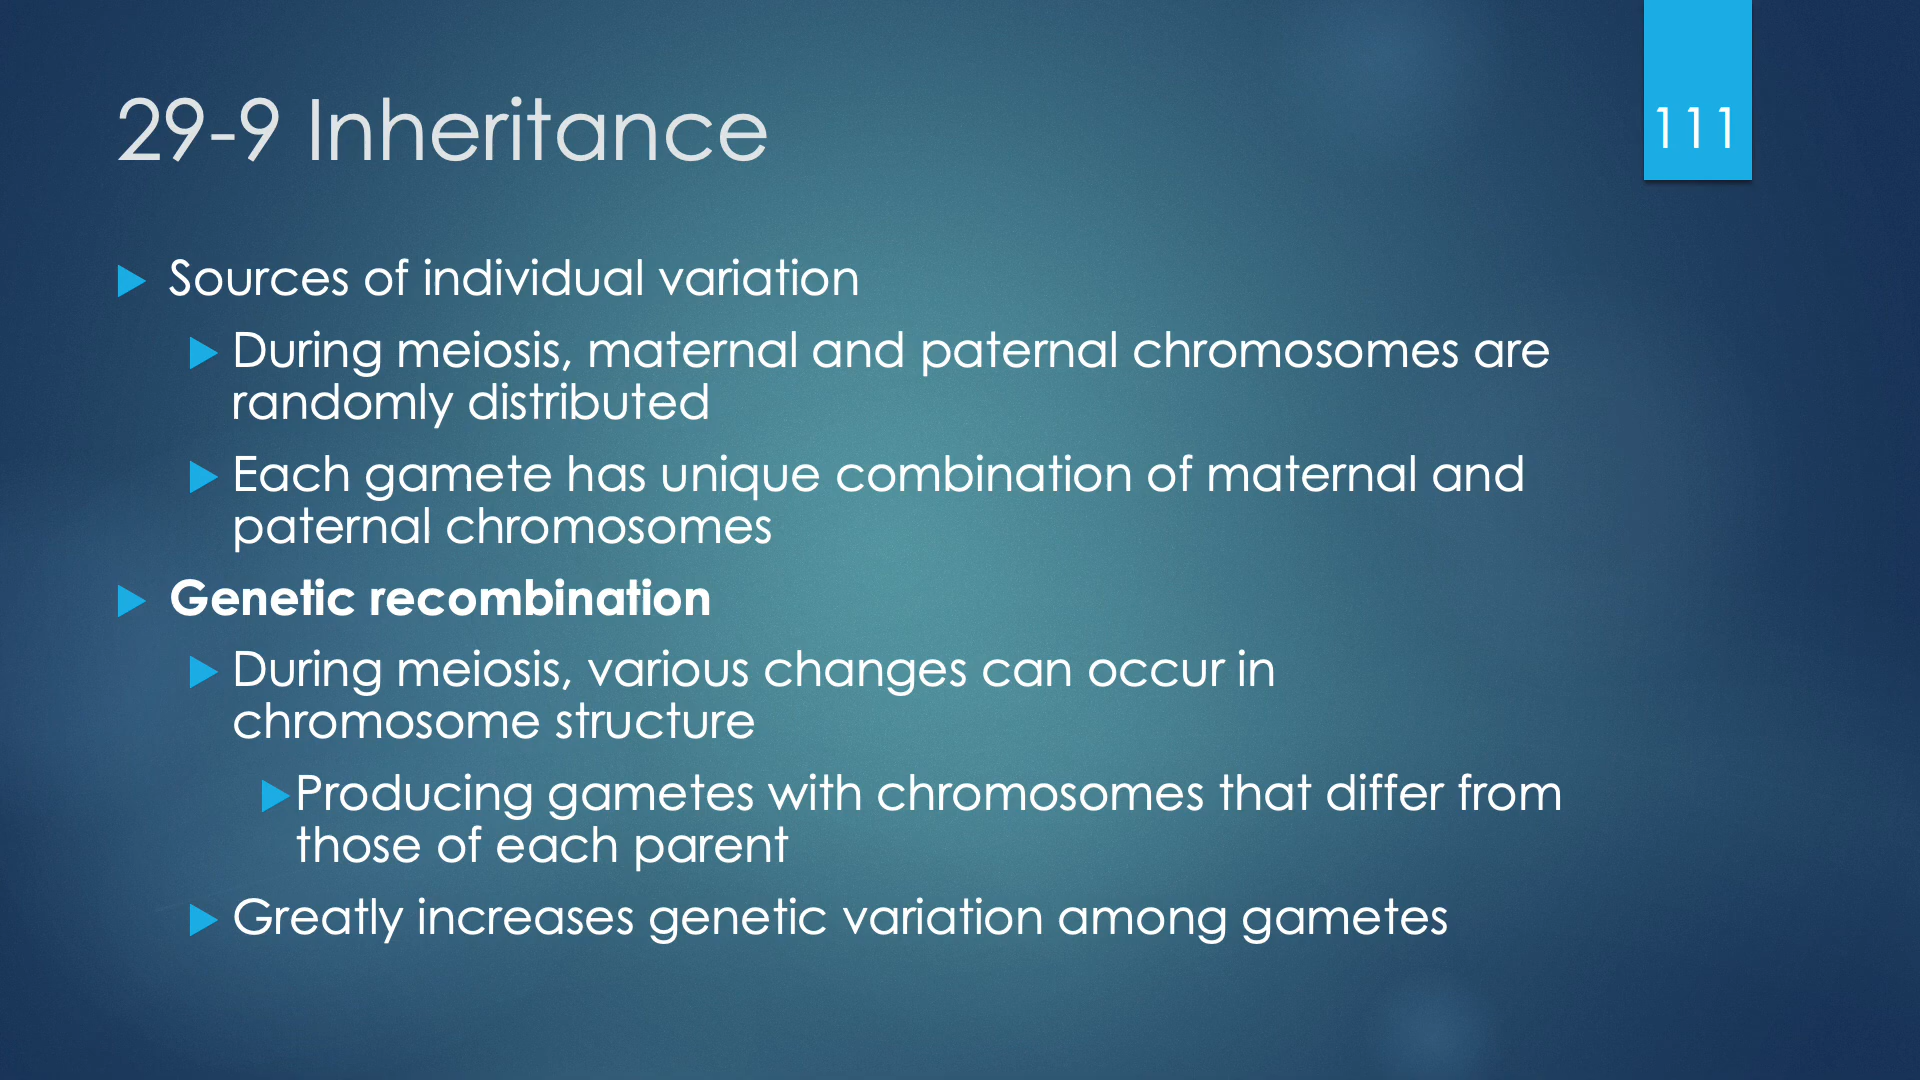 29-9 Inheritance
111
Sources of individual variation
During meiosis, maternal and paternal chromosomes are
randomly distributed
Each gamete has unique combination of maternal and
paternal chromosomes
Genetic recombination
During meiosis, various changes can occur in
chromosome structure
Producing gametes with chromosomes that differ from
those of each parent
Greatly increases genetic variation among gametes